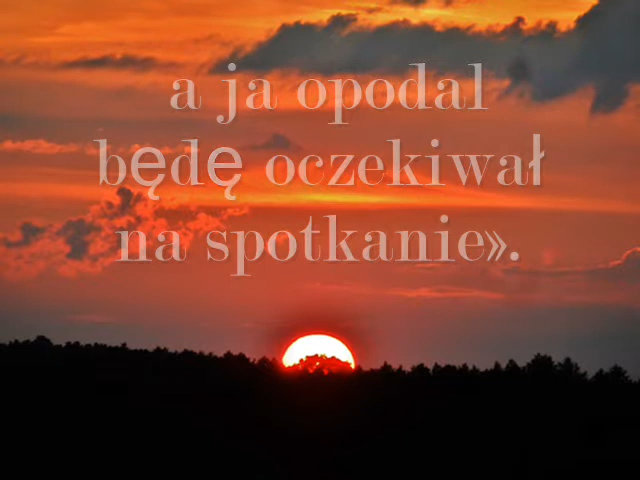 a ja opodal
będę oczekiwał
na spotkanie».